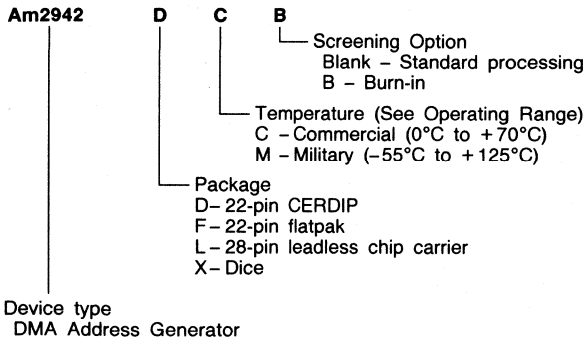 Am2942 D C B
Screening Option
Blank – Standard processing
B – Burn-in
Temperature (See Operating Range)
C – Commercial (0°C to +70°C)
M – Military (–55°C to +125°C)
Package
D – 22-pin CERDIP
F – 22-pin flatpak
L – 28-pin leadless chip carrier
X – Dice
Device type
DMA Address Generator